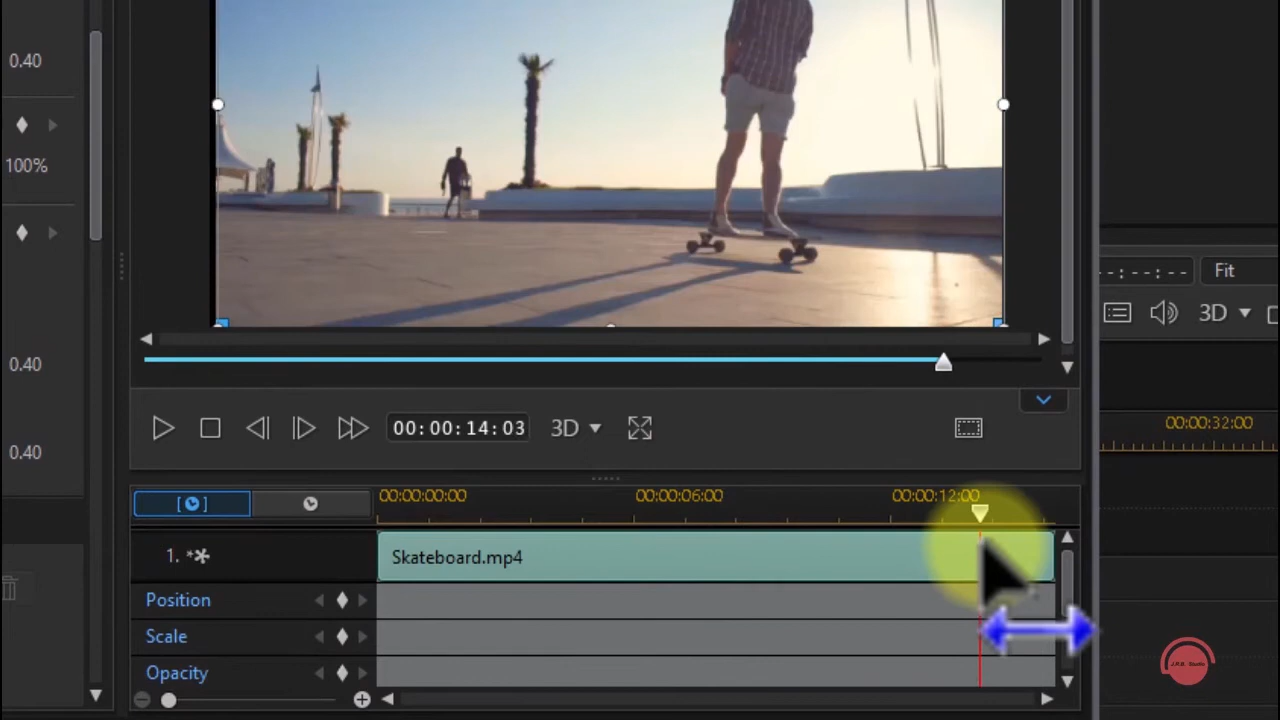 0.40
100%
0.40
0.40
--:--:-- Fit
3D
00:00:14:03 3D
00:00:32:00
00:00:00:00 00:00:06:00 00:00:12:00
1. Skateboard.mp4
Position
Scale
Opacity
J.P.B. Studio